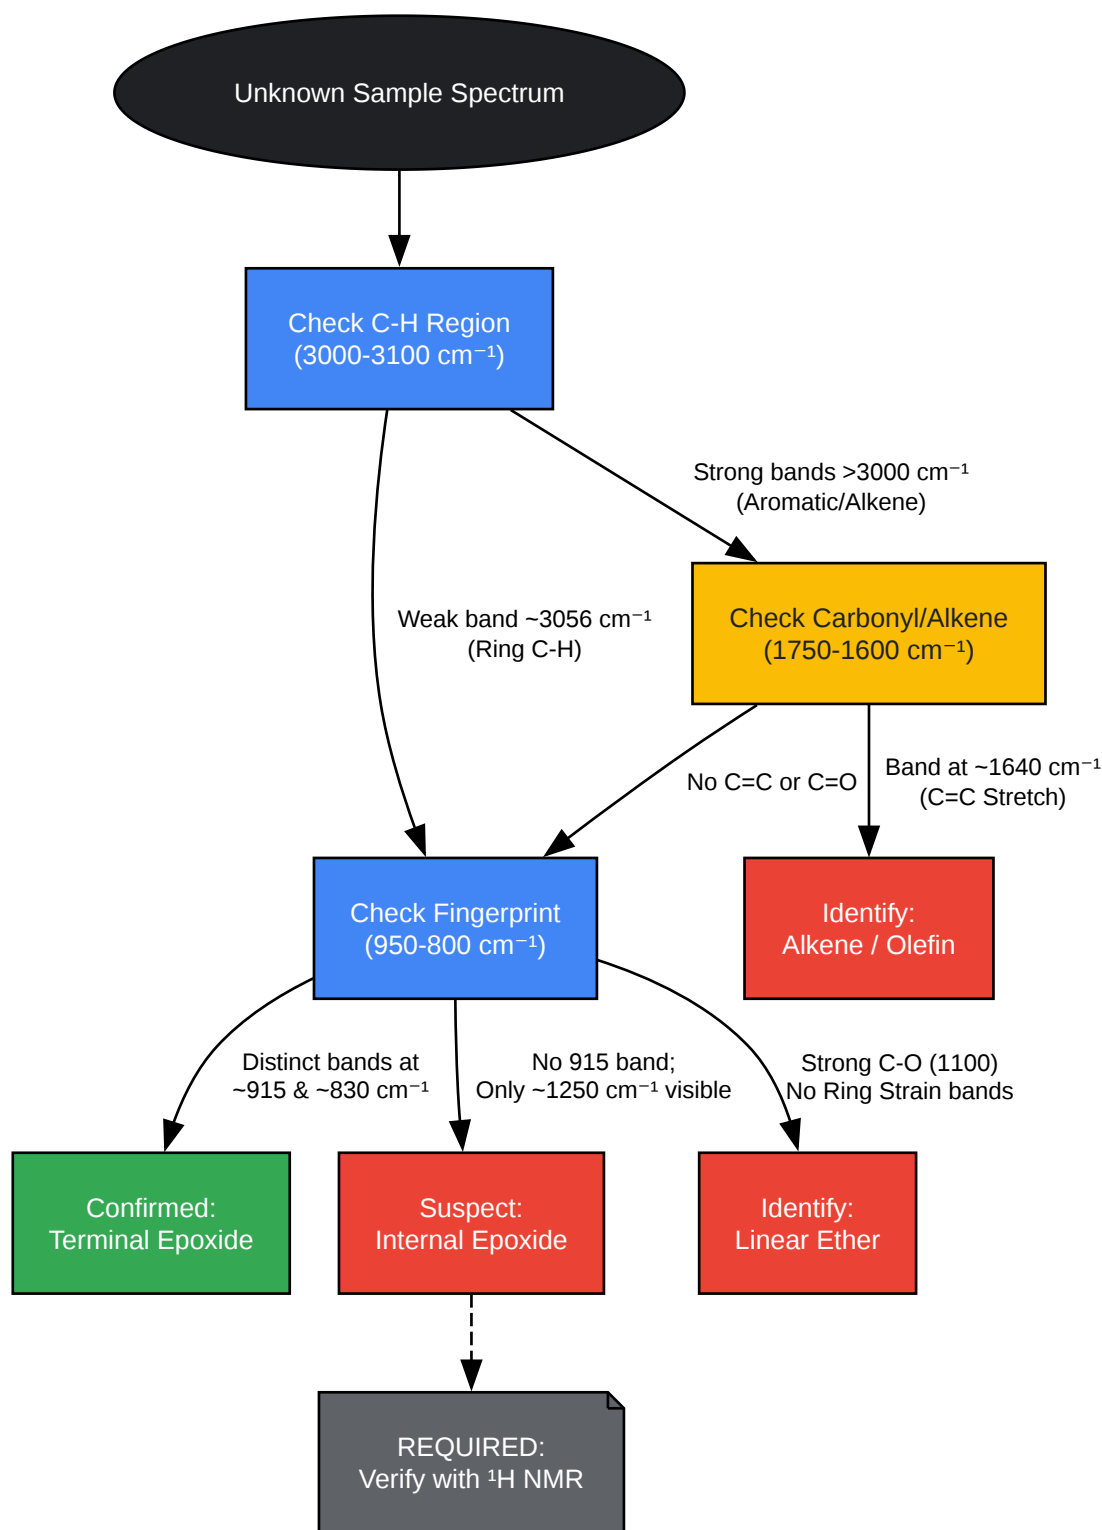 Unknown Sample Spectrum
Check C-H Region
(3000-3100 cm⁻¹)
Strong bands >3000 cm⁻¹
(Aromatic/Alkene)
Weak band ~3056 cm⁻¹
(Ring C-H)
Check Carbonyl/Alkene
(1750-1600 cm⁻¹)
No C=C or C=O
Band at ~1640 cm⁻¹
(C=C Stretch)
Check Fingerprint
(950-800 cm⁻¹)
Identify:
Alkene / Olefin
Distinct bands at
~915 & ~830 cm⁻¹
No 915 band;
Only ~1250 cm⁻¹ visible
Strong C-O (1100)
No Ring Strain bands
Confirmed:
Terminal Epoxide
Suspect:
Internal Epoxide
Identify:
Linear Ether
REQUIRED:
Verify with ¹H NMR